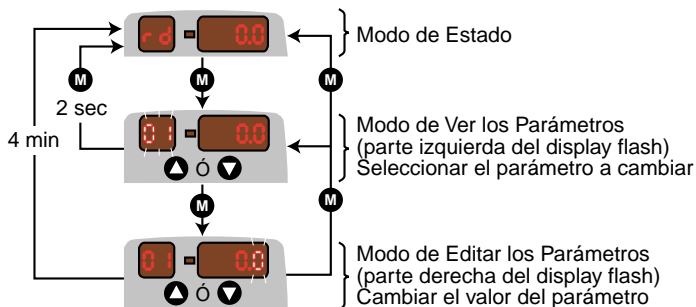 rd - 0.0
Modo de Estado
M
M
M
2 sec
4 min
01 - 0.0
Modo de Ver los Parámetros
(parte izquierda del display flash)
Seleccionar el parámetro a cambiar
Ó
M
M
01 - 0.0
Modo de Editar los Parámetros
(parte derecha del display flash)
Cambiar el valor del parámetro
Ó